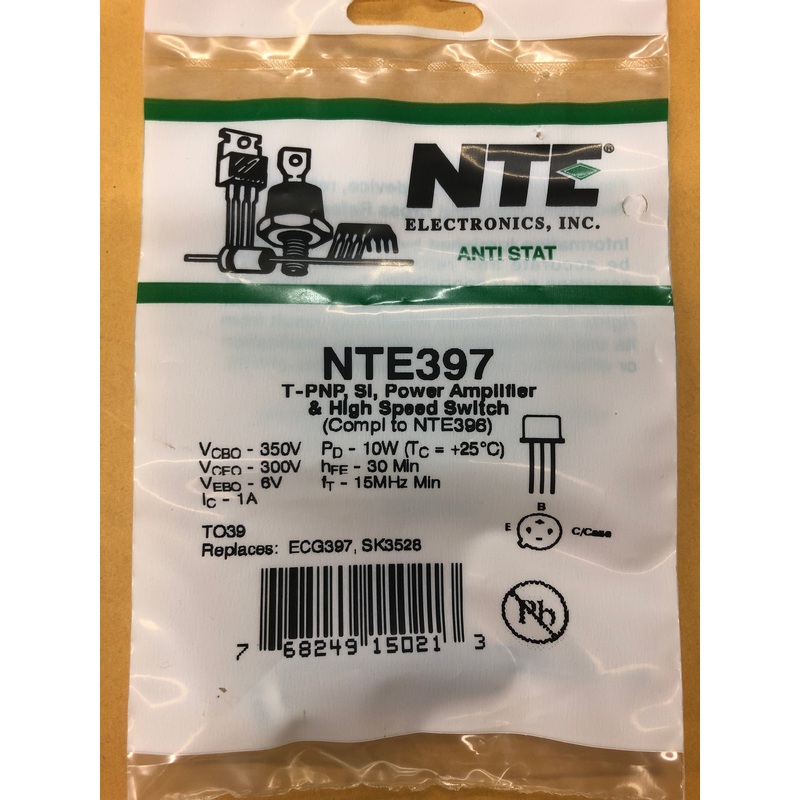 NTE®
ELECTRONICS, INC.
ANTI STAT
NTE397
T-PNP, SI, Power Amplifier
& High Speed Switch
(Compl to NTE396)
VCBO - 350V PD - 10W (TC = +25°C)
VCEO - 300V hFE - 30 Min
VEBO - 6V fT - 15MHz Min
IC - 1A
B
E C/Case
TO39
Replaces: ECG397, SK3528
Pb
7 68249 15021 3